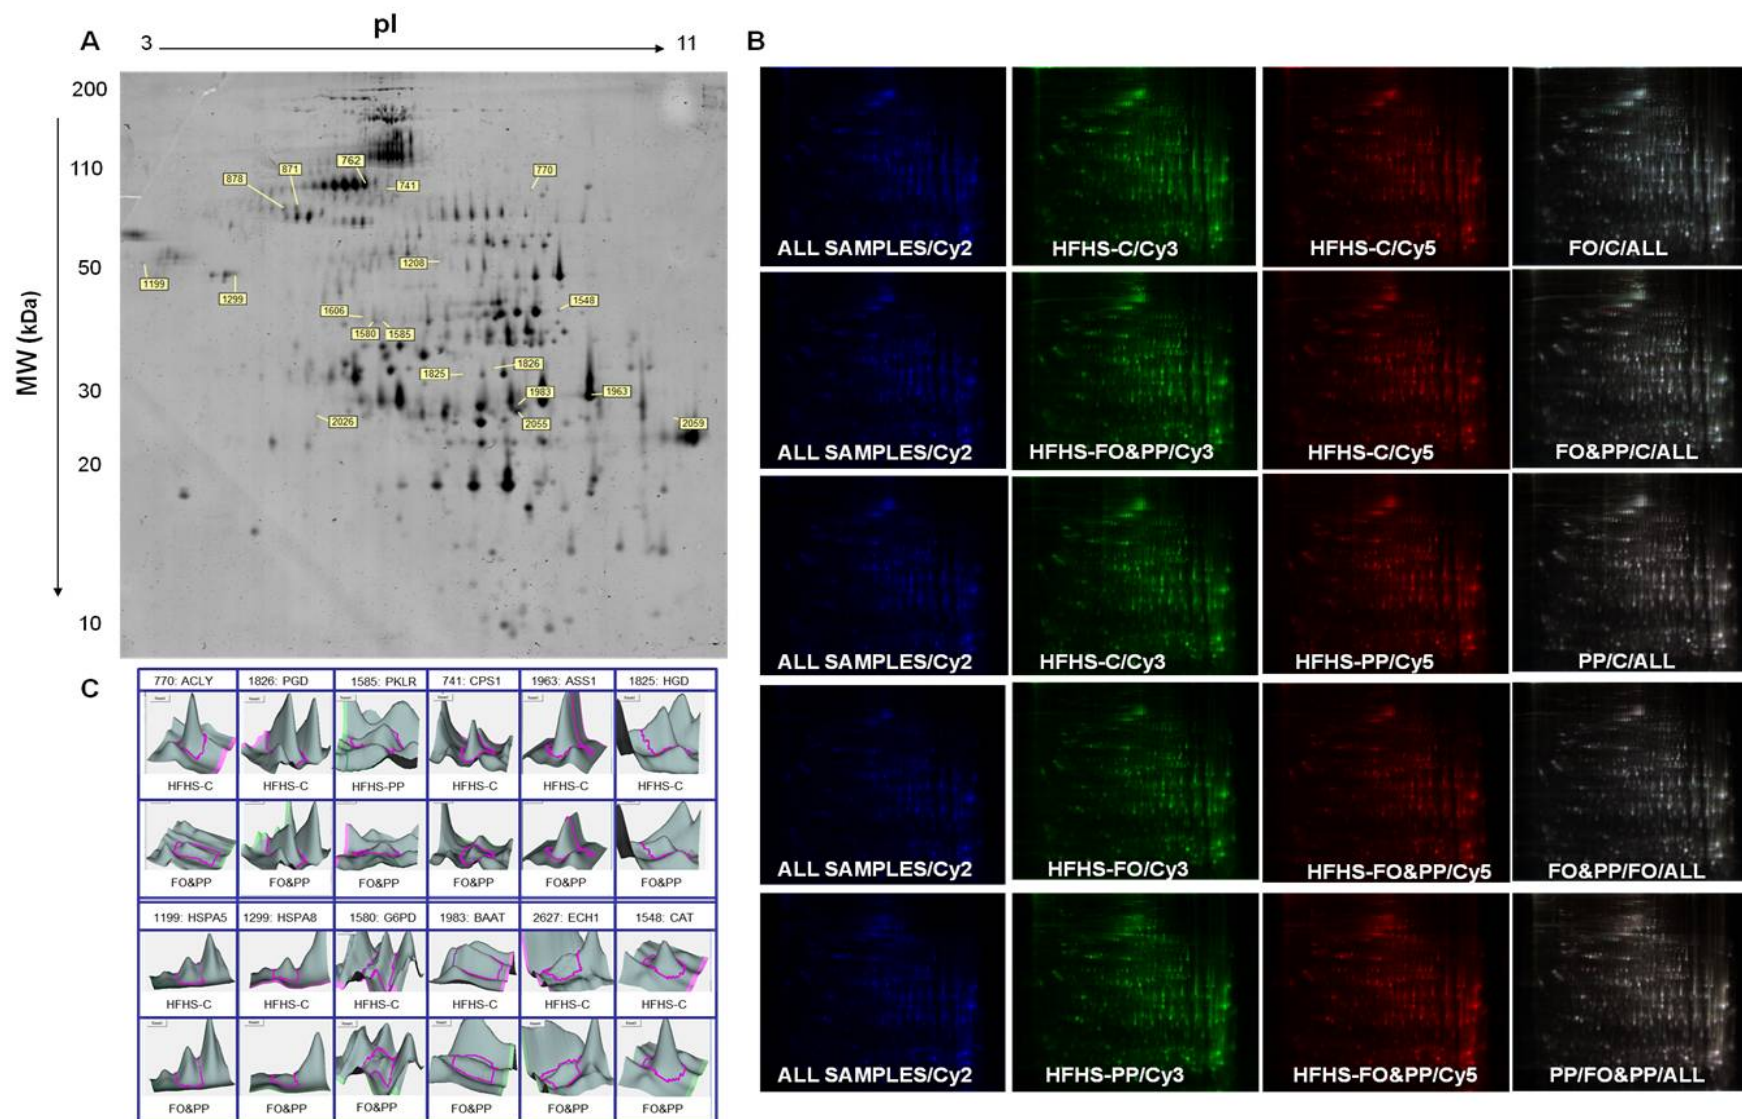 A
pI
3
11
MW (kDa)
200
110
50
30
20
10
762
871
878
741
770
1208
1199
1299
1548
1606
1580
1585
1826
1825
1983
1963
2026
2055
2059
B
ALL SAMPLES/Cy2
HFHS-C/Cy3
HFHS-C/Cy5
FO/C/ALL
ALL SAMPLES/Cy2
HFHS-FO&PP/Cy3
HFHS-C/Cy5
FO&PP/C/ALL
ALL SAMPLES/Cy2
HFHS-C/Cy3
HFHS-PP/Cy5
PP/C/ALL
ALL SAMPLES/Cy2
HFHS-FO/Cy3
HFHS-FO&PP/Cy5
FO&PP/FO/ALL
ALL SAMPLES/Cy2
HFHS-PP/Cy3
HFHS-FO&PP/Cy5
PP/FO&PP/ALL
C
770: ACLY
1826: PGD
1585: PKLR
741: CPS1
1963: ASS1
1825: HGD
HFHS-C
HFHS-C
HFHS-PP
HFHS-C
HFHS-C
HFHS-C
FO&PP
FO&PP
FO&PP
FO&PP
FO&PP
FO&PP
1199: HSPA5
1299: HSPA8
1580: G6PD
1983: BAAT
2627: ECH1
1548: CAT
HFHS-C
HFHS-C
HFHS-C
HFHS-C
HFHS-C
HFHS-C
FO&PP
FO&PP
FO&PP
FO&PP
FO&PP
FO&PP